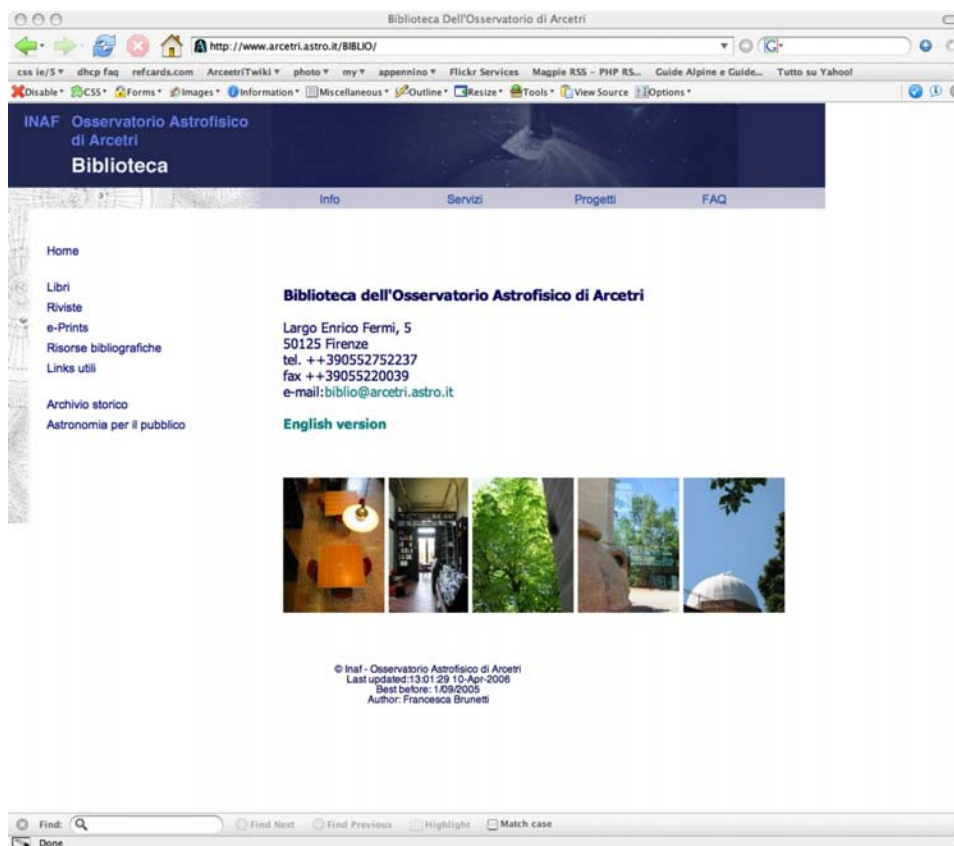 Biblioteca Dell'Osservatorio di Arcetri
http://www.arcetri.astro.it/BIBLIO/
G
css ie/5 dhcp faq refcards.com ArceetriTwiki photo my appennino Flickr Services Magpie RSS - PHP RS... Guide Alpine e Guide... Tutto su Yahoo!
Disable CSS Forms Images Information Miscellaneous Outline Resize Tools View Source Options
INAF Osservatorio Astrofisico
di Arcetri
Biblioteca
Info Servizi Progetti FAQ
Home
Libri
Riviste
e-Prints
Risorse bibliografiche
Links utili
Archivio storico
Astronomia per il pubblico
Biblioteca dell'Osservatorio Astrofisico di Arcetri
Largo Enrico Fermi, 5
50125 Firenze
tel. ++390552752237
fax ++39055220039
e-mail:biblio@arcetri.astro.it
English version
© Inaf - Osservatorio Astrofisico di Arcetri
Last updated:13:01:29 10-Apr-2006
Best before: 1/09/2005
Author: Francesca Brunetti
Find: Find Next Find Previous Highlight Match case
Done